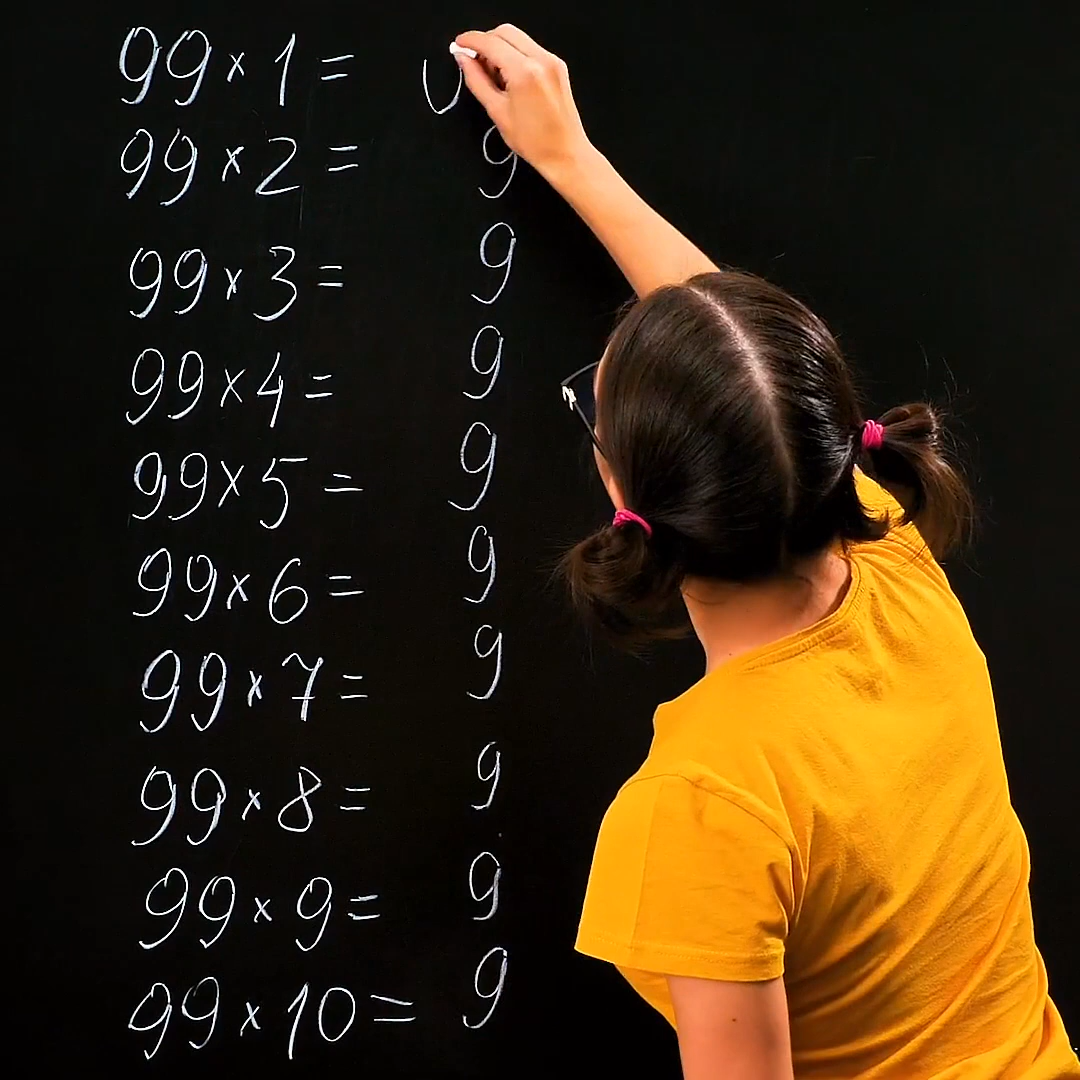 99 × 1 =
99 × 2 = 9
99 × 3 = 9
99 × 4 = 9
99 × 5 = 9
99 × 6 = 9
99 × 7 = 9
99 × 8 = 9
99 × 9 = 9
99 × 10 = 9